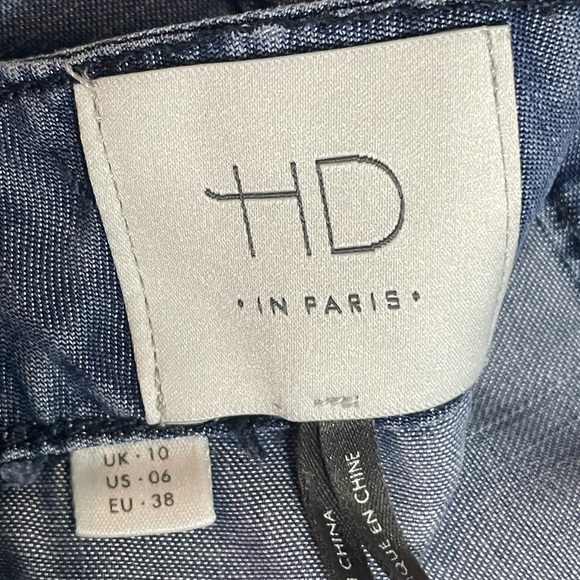 HD
• IN PARIS •
UK · 10
US · 06
EU · 38
CHINA
QUE EN CHINE